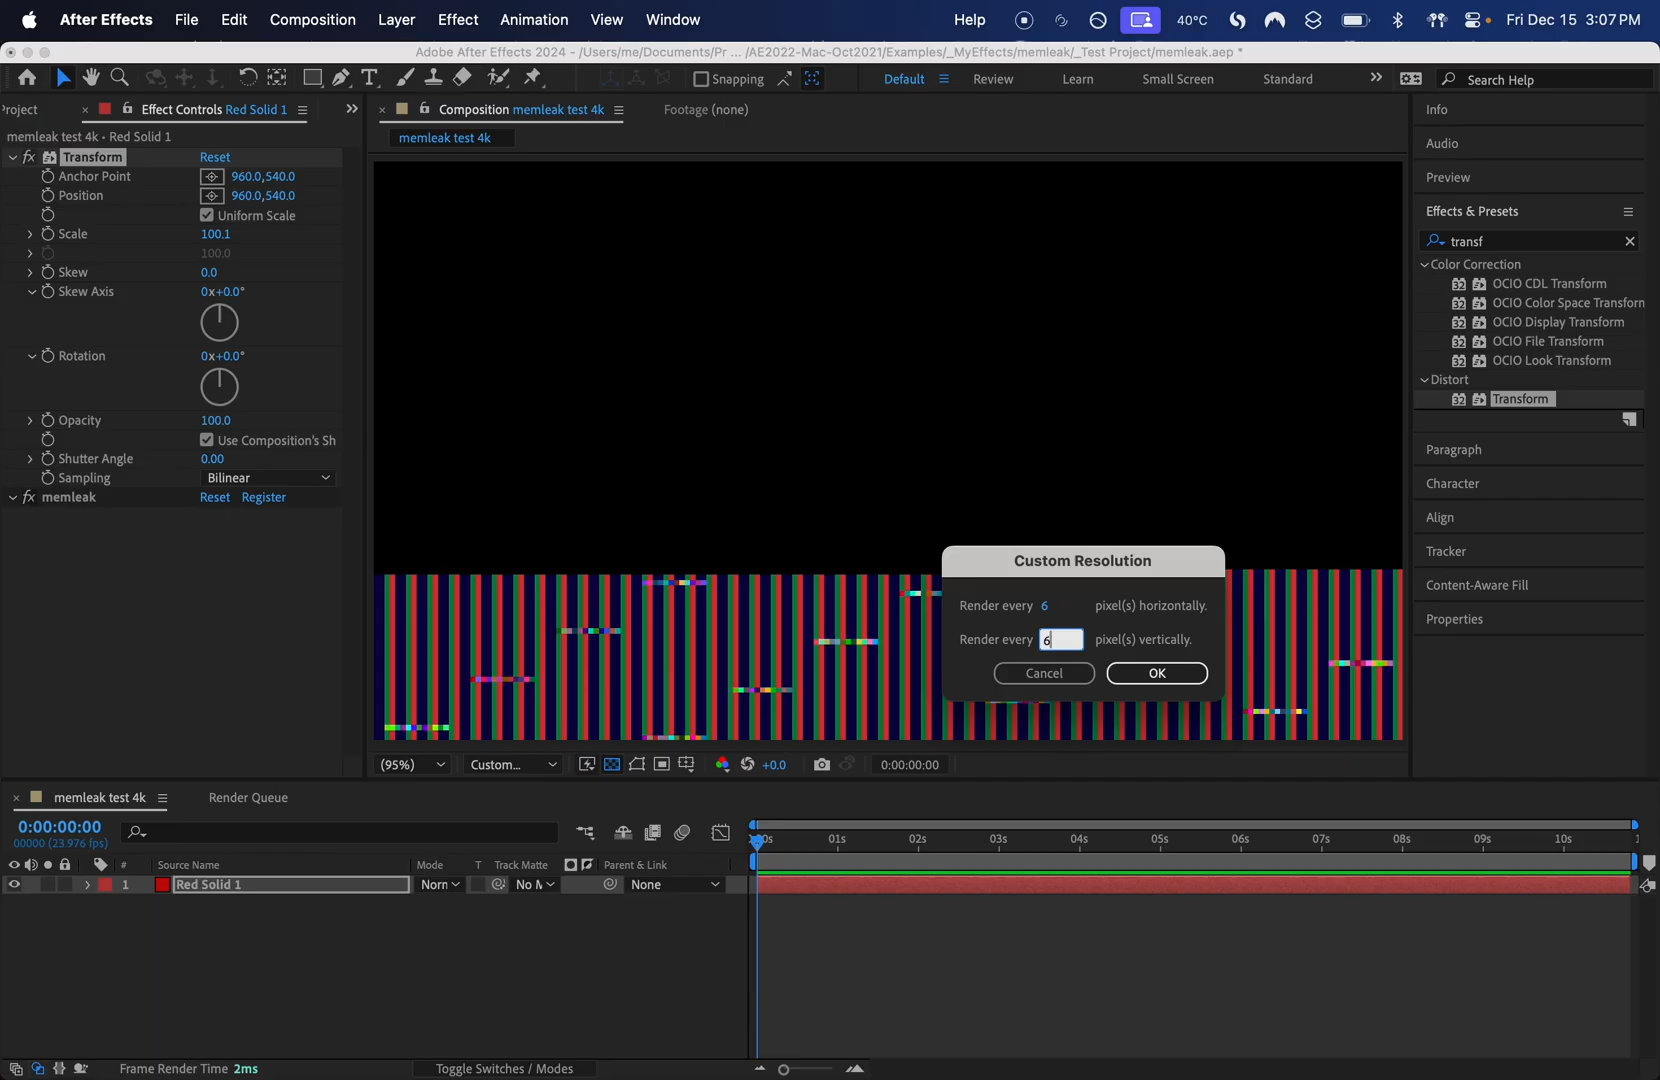 After Effects File Edit Composition Layer Effect Animation View Window Help 40°C Fri Dec 15 3:07 PM
Adobe After Effects 2024 - /Users/me/Documents/Pr ... /AE2022-Mac-Oct2021/Examples/_MyEffects/memleak/_Test Project/memleak.aep *
Snapping Default Review Learn Small Screen Standard Search Help
roject Effect Controls Red Solid 1
memleak test 4k • Red Solid 1
fx Transform Reset
Anchor Point 960.0,540.0
Position 960.0,540.0
Uniform Scale
Scale 100.1
100.0
Skew 0.0
Skew Axis 0x+0.0°
Rotation 0x+0.0°
Opacity 100.0
Use Composition's Sh
Shutter Angle 0.00
Sampling Bilinear
fx memleak Reset Register
Composition memleak test 4k Footage (none)
memleak test 4k
Custom Resolution
Render every 6 pixel(s) horizontally.
Render every 6 pixel(s) vertically.
Cancel OK
(95%) Custom... +0.0 0:00:00:00
Info
Audio
Preview
Effects & Presets
transf
Color Correction
32 OCIO CDL Transform
32 OCIO Color Space Transform
32 OCIO Display Transform
32 OCIO File Transform
32 OCIO Look Transform
Distort
32 Transform
Paragraph
Character
Align
Tracker
Content-Aware Fill
Properties
memleak test 4k Render Queue
0:00:00:00
00000 (23.976 fps)
# Source Name Mode T Track Matte Parent & Link
1 Red Solid 1 Norn No M None
01s 02s 03s 04s 05s 06s 07s 08s 09s 10s
Frame Render Time 2ms Toggle Switches / Modes